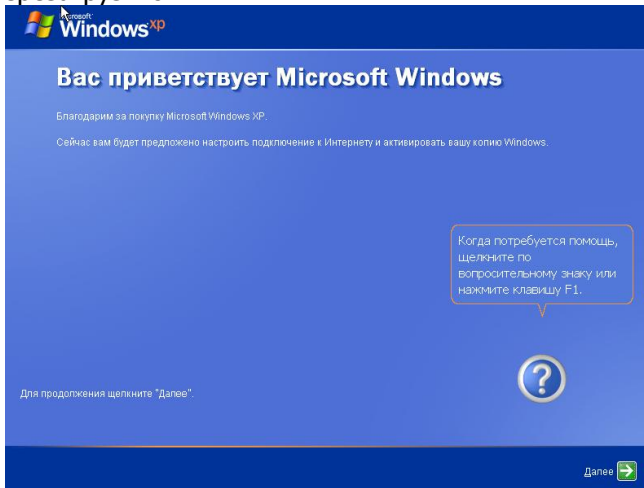 Microsoft
Windows xp
Вас приветствует Microsoft Windows
Благодарим за покупку Microsoft Windows XP.
Сейчас вам будет предложено настроить подключение к Интернету и активировать вашу копию Windows.
Когда потребуется помощь,
щелкните по
вопросительному знаку или
нажмите клавишу F1.
Для продолжения щелкните "Далее".
Далее